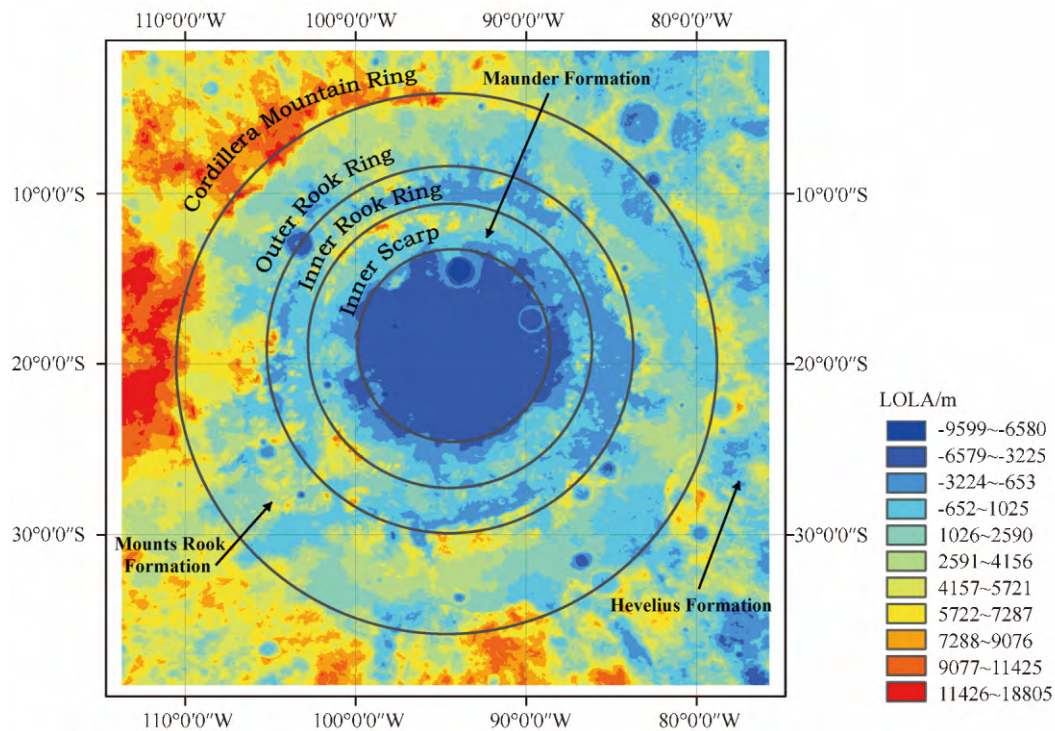 110°0'0"W
100°0'0"W
90°0'0"W
80°0'0"W
Maunder Formation
Cordillera Mountain Ring
Outer Rook Ring
Inner Rook Ring
Inner Scarp
10°0'0"S
10°0'0"S
20°0'0"S
20°0'0"S
30°0'0"S
30°0'0"S
Mounts Rook
Formation
Hevelius Formation
110°0'0"W
100°0'0"W
90°0'0"W
80°0'0"W
LOLA/m
-9599~-6580
-6579~-3225
-3224~-653
-652~1025
1026~2590
2591~4156
4157~5721
5722~7287
7288~9076
9077~11425
11426~18805